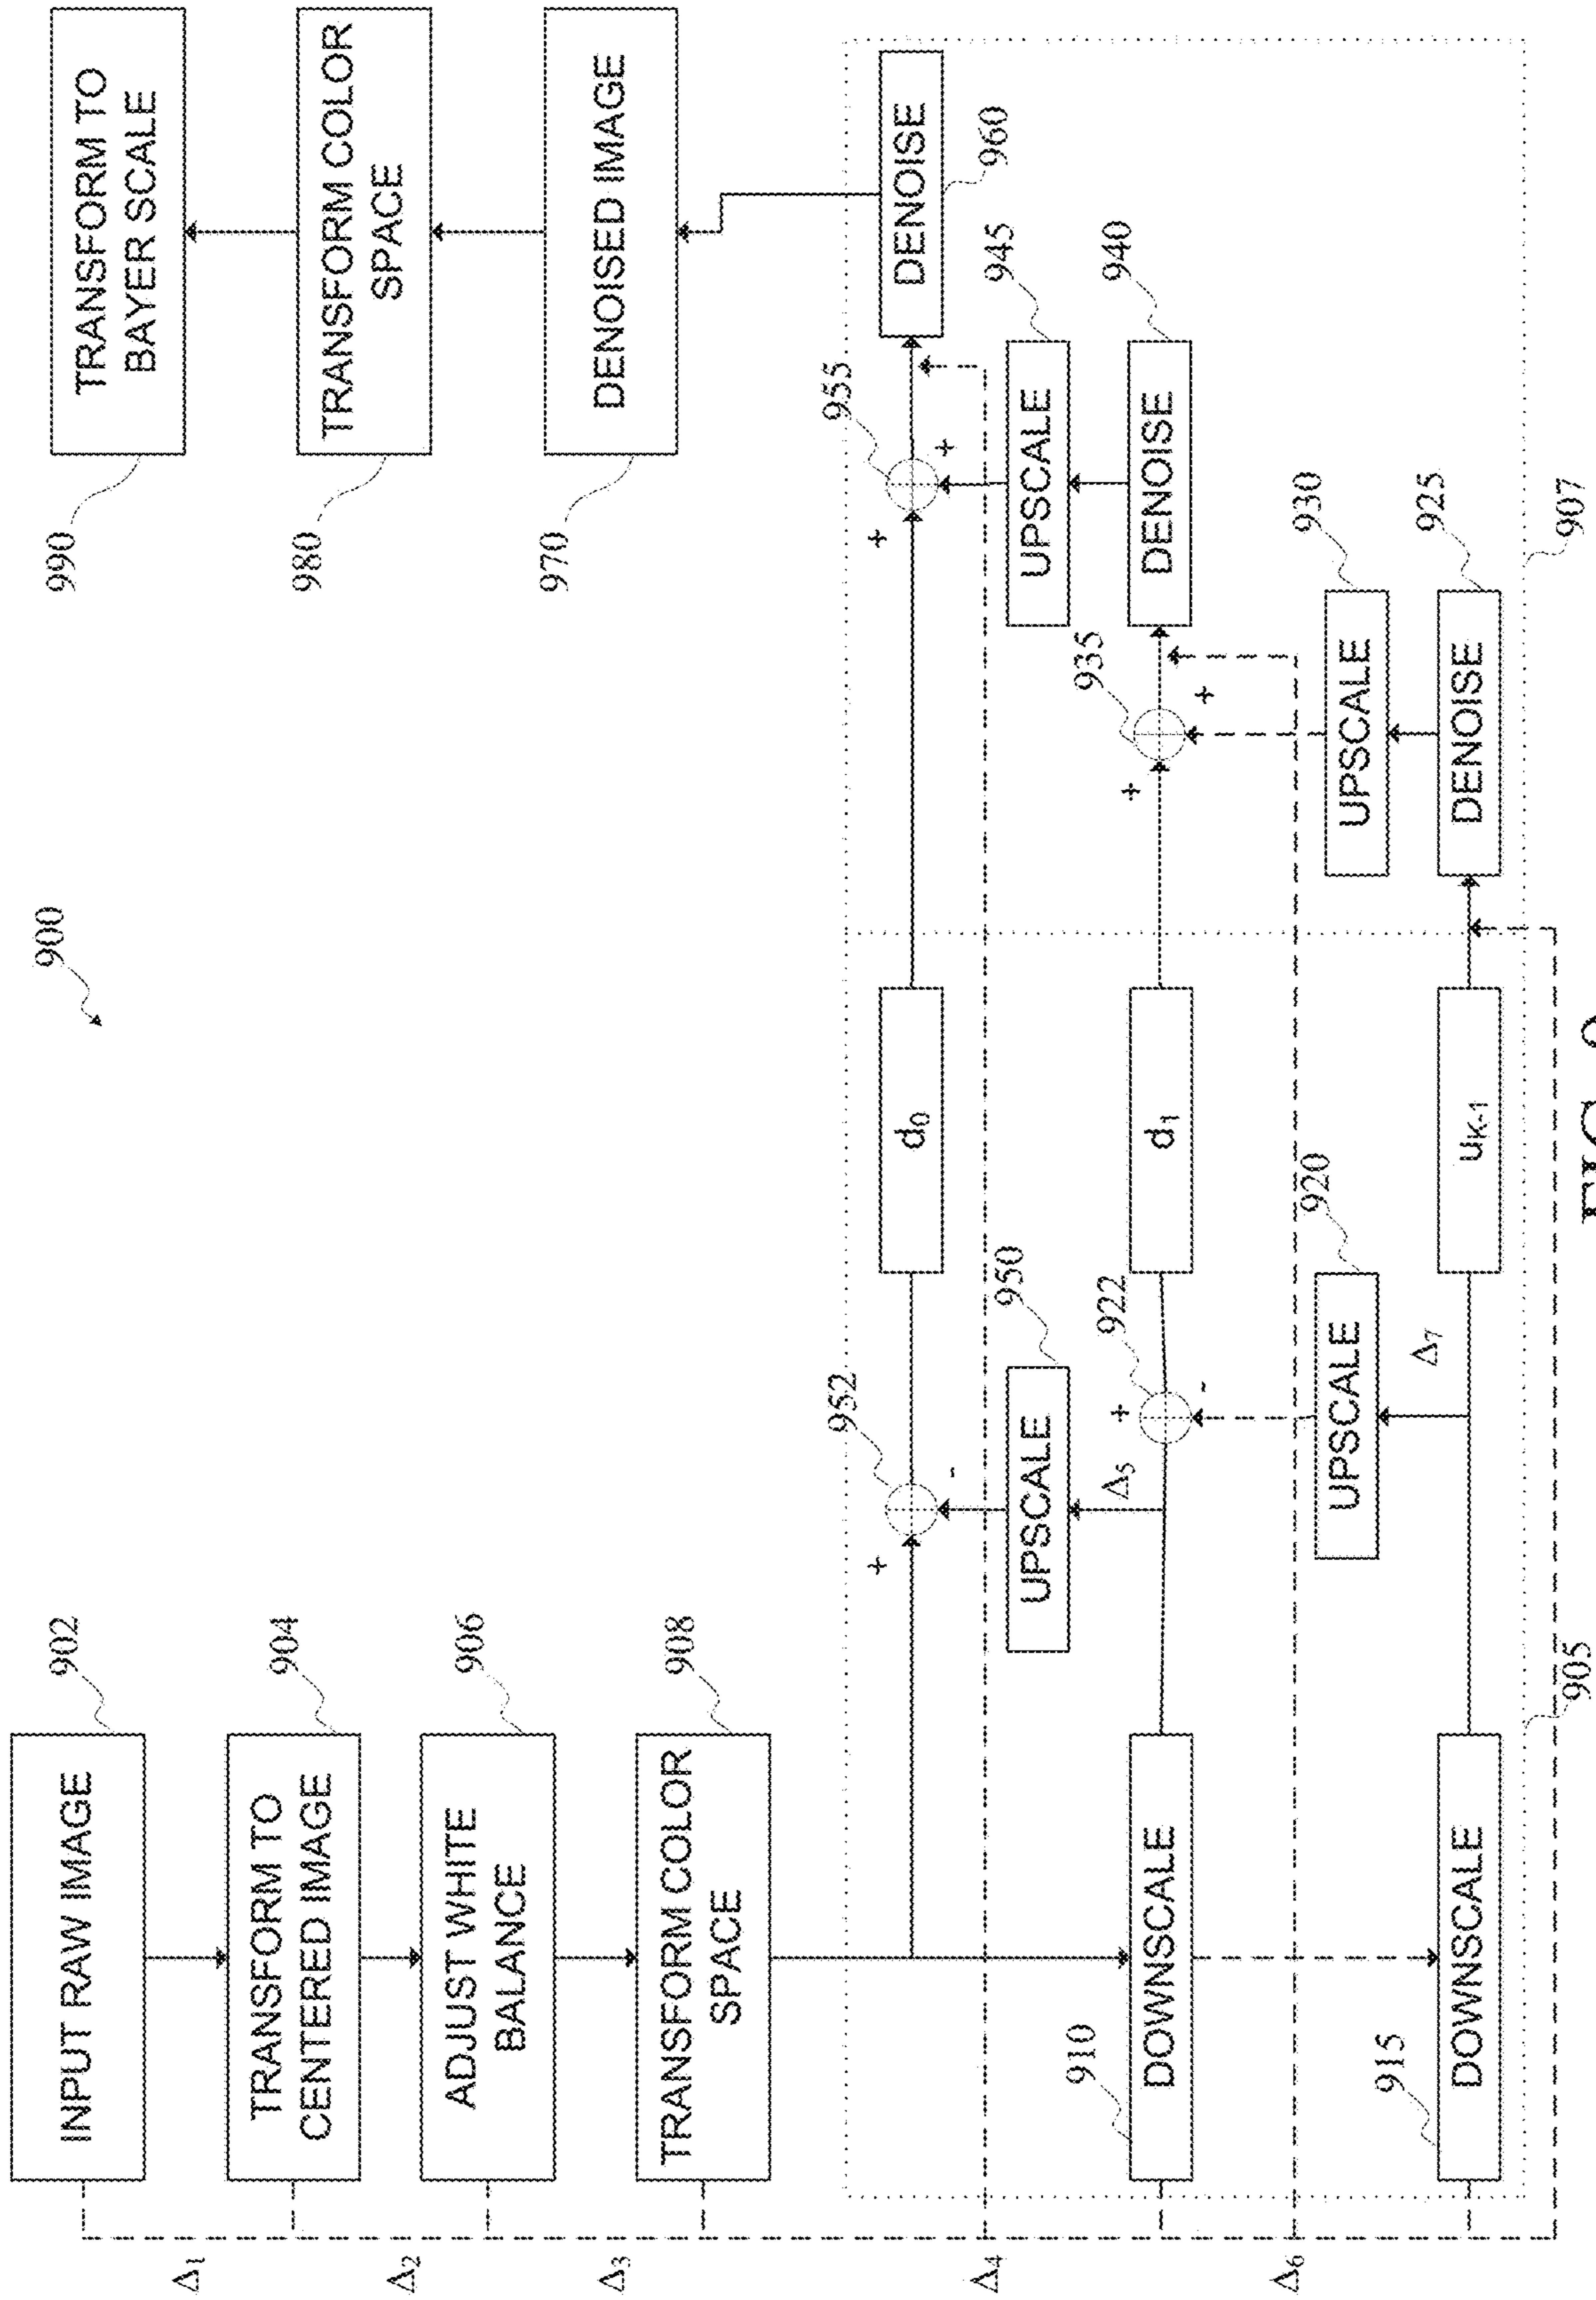 900
INPUT RAW IMAGE
902
TRANSFORM TO
CENTERED IMAGE
904
ADJUST WHITE
BALANCE
906
TRANSFORM COLOR
SPACE
908
Δ1
Δ2
Δ3
Δ4
Δ6
TRANSFORM TO
BAYER SCALE
990
TRANSFORM COLOR
SPACE
980
DENOISED IMAGE
970
+
952
-
d0
+
955
+
DENOISE
960
UPSCALE
950
Δ5
UPSCALE
945
910
DOWNSCALE
+
922
-
d1
+
935
+
DENOISE
940
UPSCALE
920
Δ7
UPSCALE
930
915
DOWNSCALE
uK-1
DENOISE
925
905
907